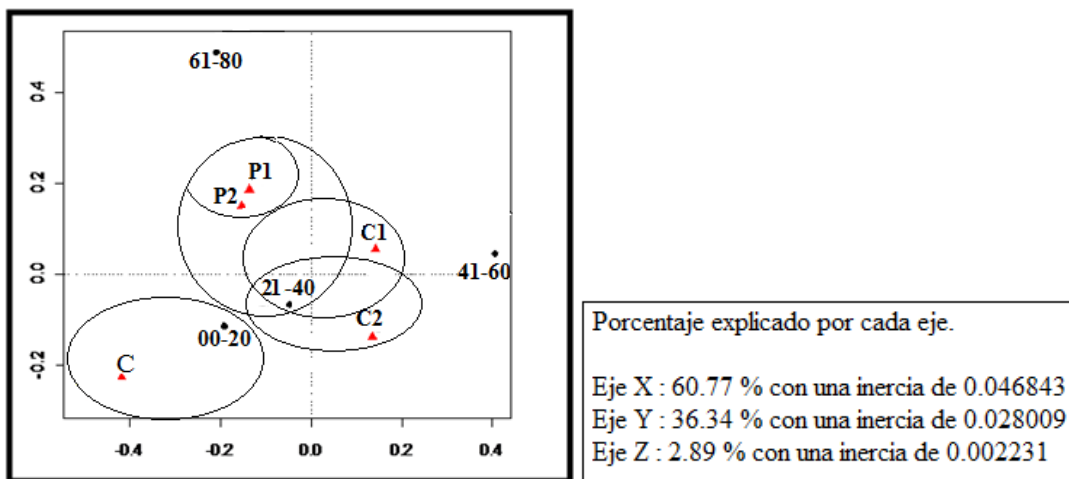 61-80
0.4
0.2
0.0
-0.2
P1
P2
C1
41-60
21-40
C2
00-20
C
-0.4
-0.2
0.0
0.2
0.4
Porcentaje explicado por cada eje.
Eje X : 60.77 % con una inercia de 0.046843
Eje Y : 36.34 % con una inercia de 0.028009
Eje Z : 2.89 % con una inercia de 0.002231